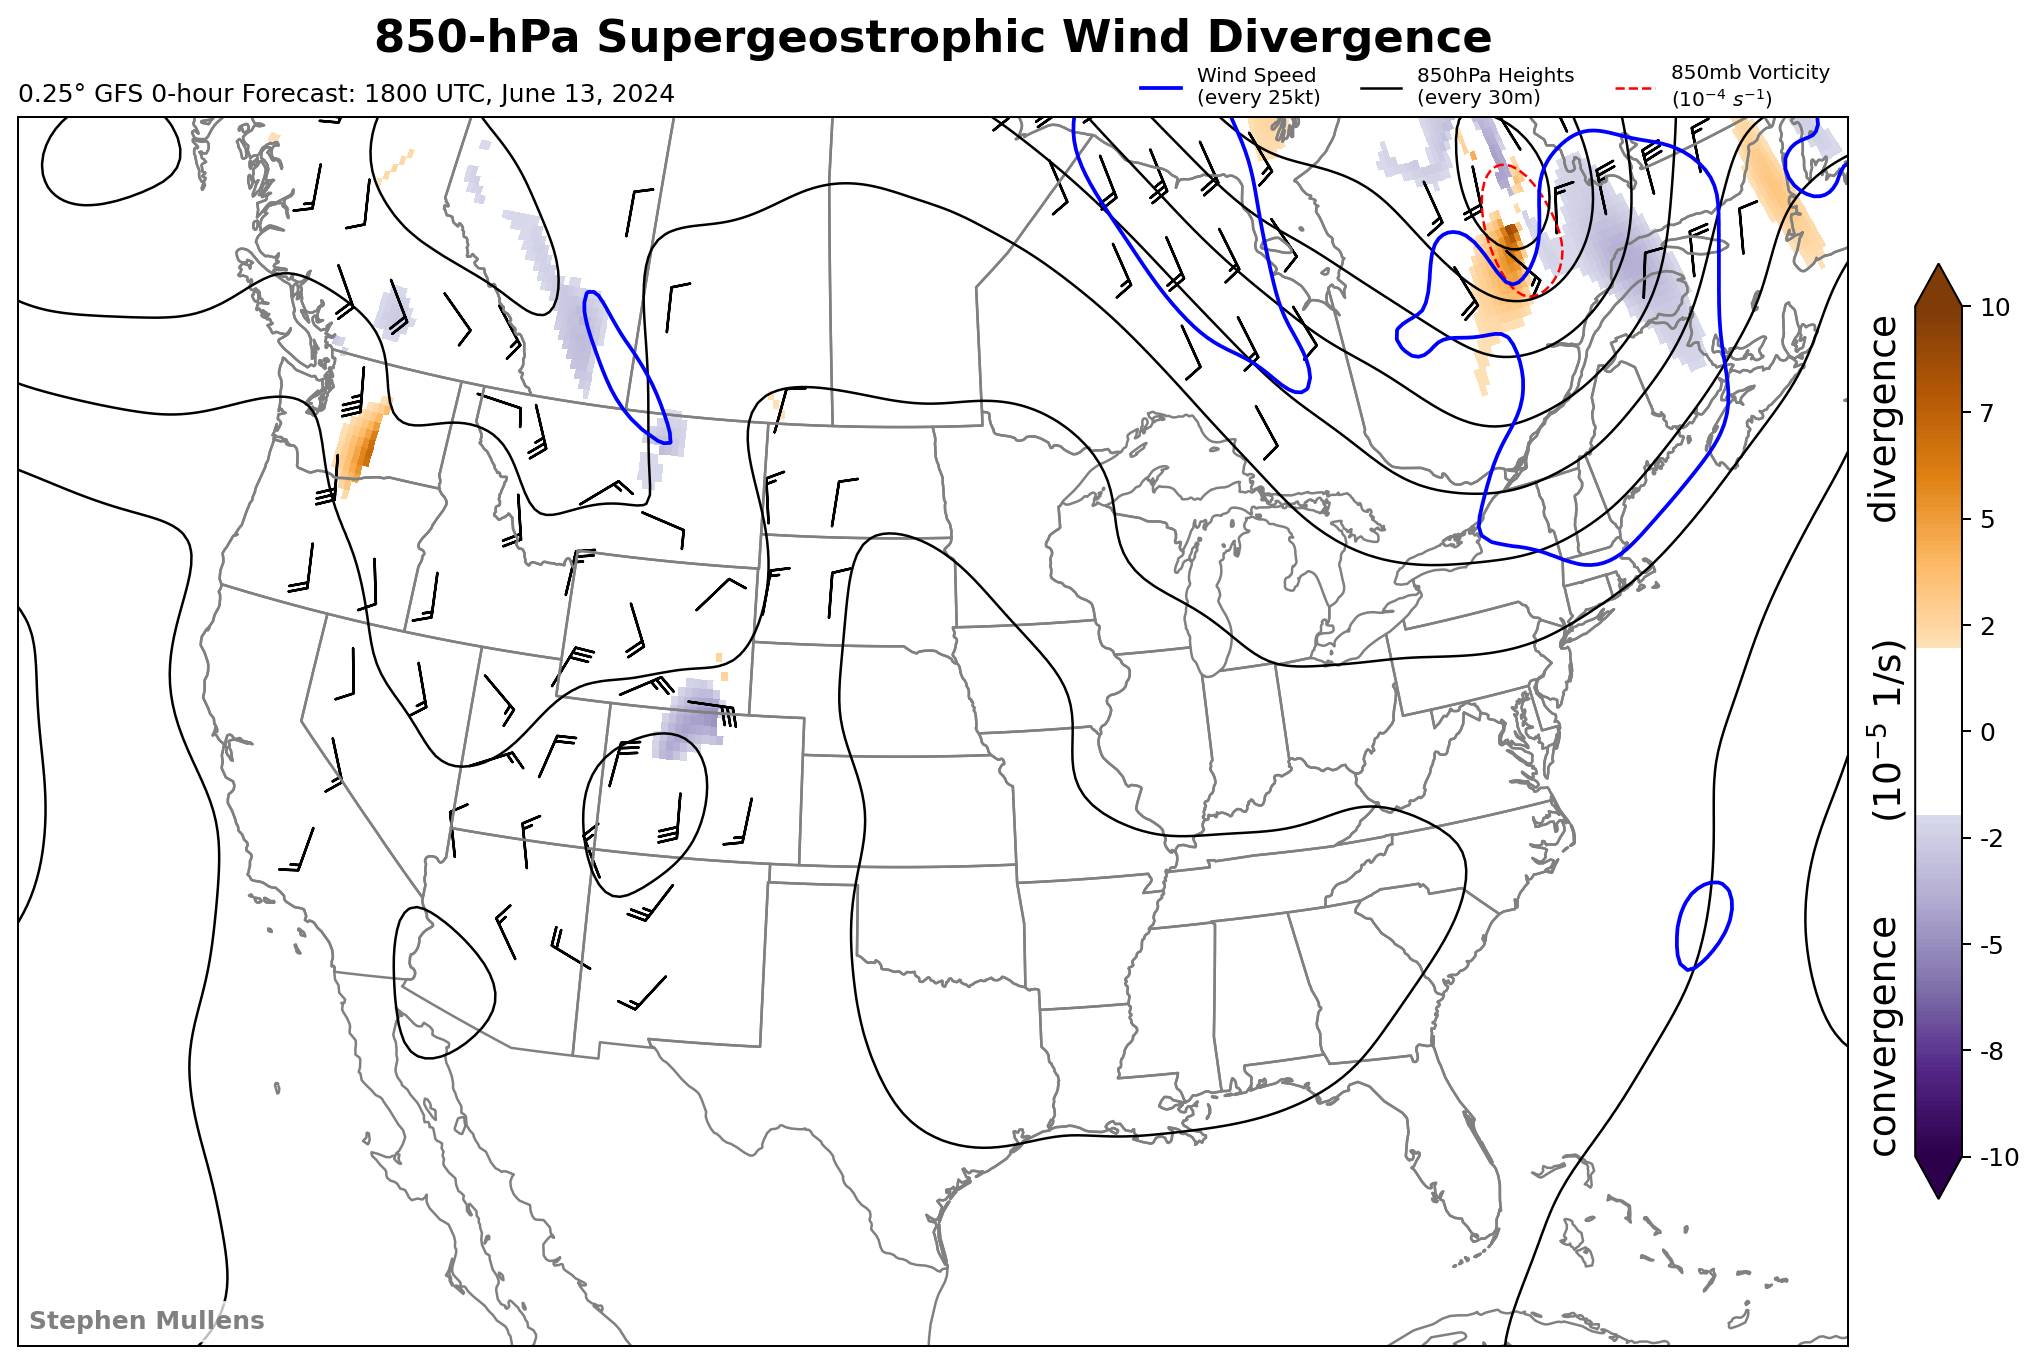 850-hPa Supergeostrophic Wind Divergence
0.25° GFS 0-hour Forecast: 1800 UTC, June 13, 2024
Wind Speed
(every 25kt)
850hPa Heights
(every 30m)
850mb Vorticity
(10⁻⁴ s⁻¹)
10
7
5
2
0
-2
-5
-8
-10
convergence (10⁻⁵ 1/s) divergence
Stephen Mullens